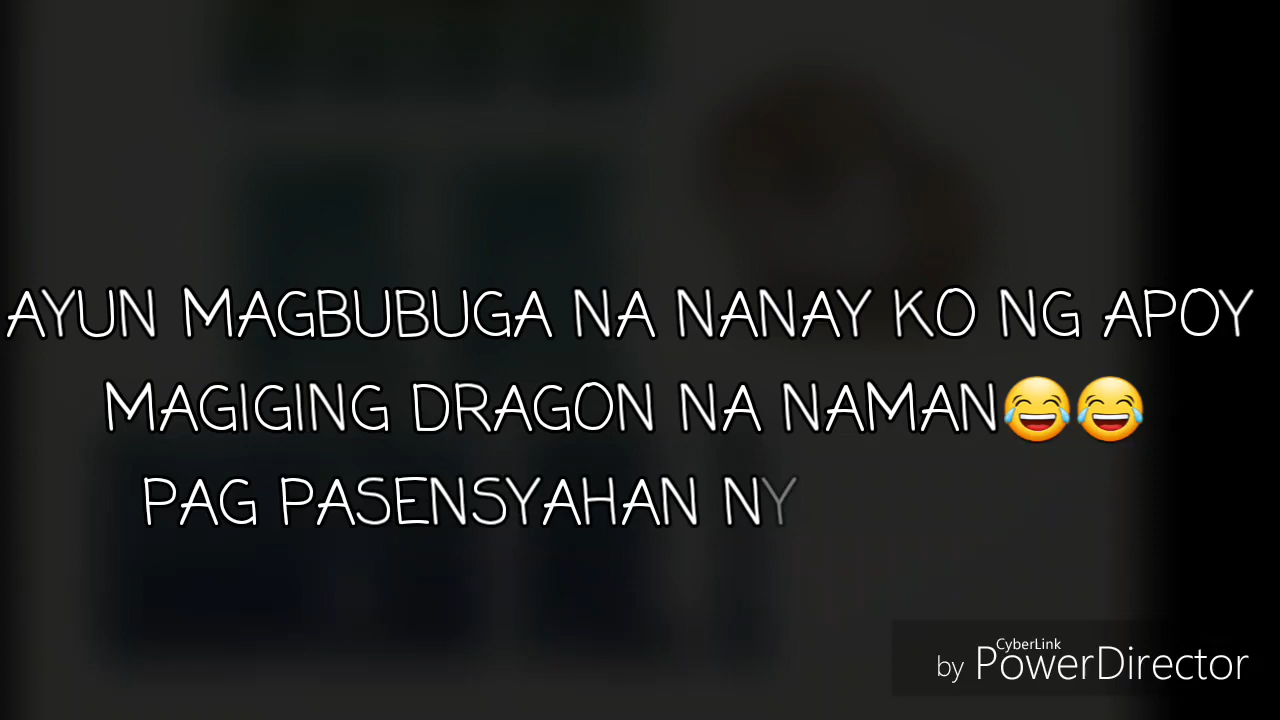 AYUN MAGBUBUGA NA NANAY KO NG APOY
MAGIGING DRAGON NA NAMAN😂😂
PAG PASENSYAHAN NY
by CyberLink PowerDirector